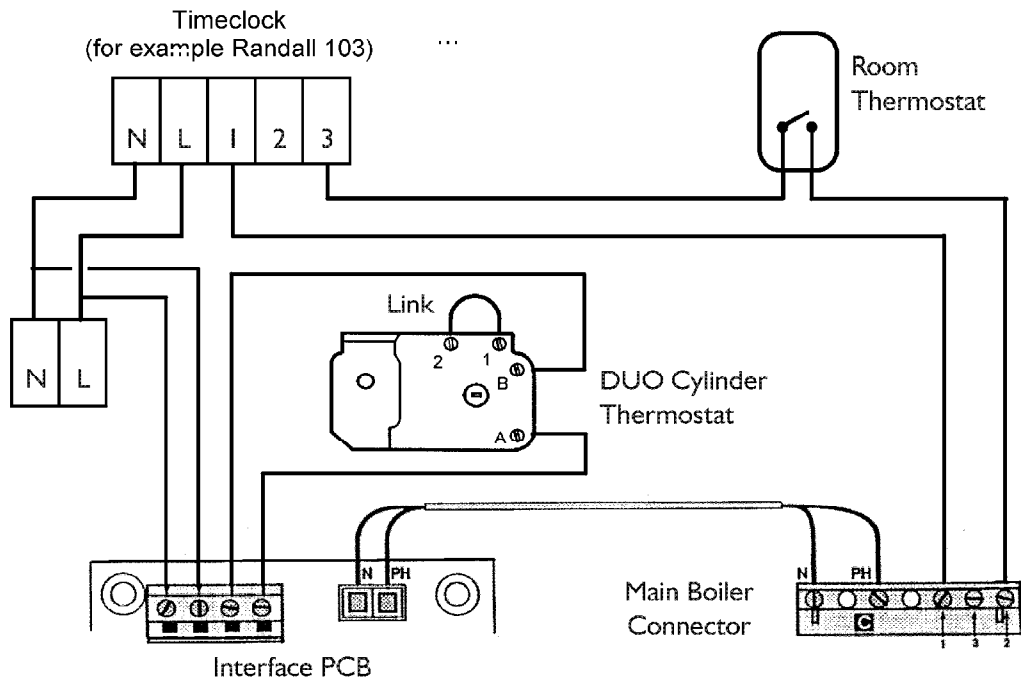 Timeclock
(for example Randall 103)
...
N L 1 2 3
Room
Thermostat
N L
Link
2 1
B
A
DUO Cylinder
Thermostat
N PH
Interface PCB
Main Boiler
Connector
N PH
C
1 3 2